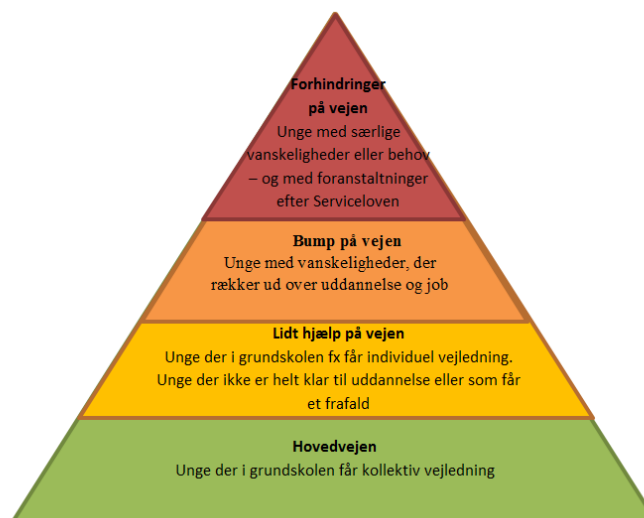 Forhindringer
på vejen
Unge med særlige
vanskeligheder eller behov
– og med foranstaltninger
efter Serviceloven
Bump på vejen
Unge med vanskeligheder, der
rækker ud over uddannelse og job
Lidt hjælp på vejen
Unge der i grundskolen fx får individuel vejledning.
Unge der ikke er helt klar til uddannelse eller som får
et frafald
Hovedvejen
Unge der i grundskolen får kollektiv vejledning